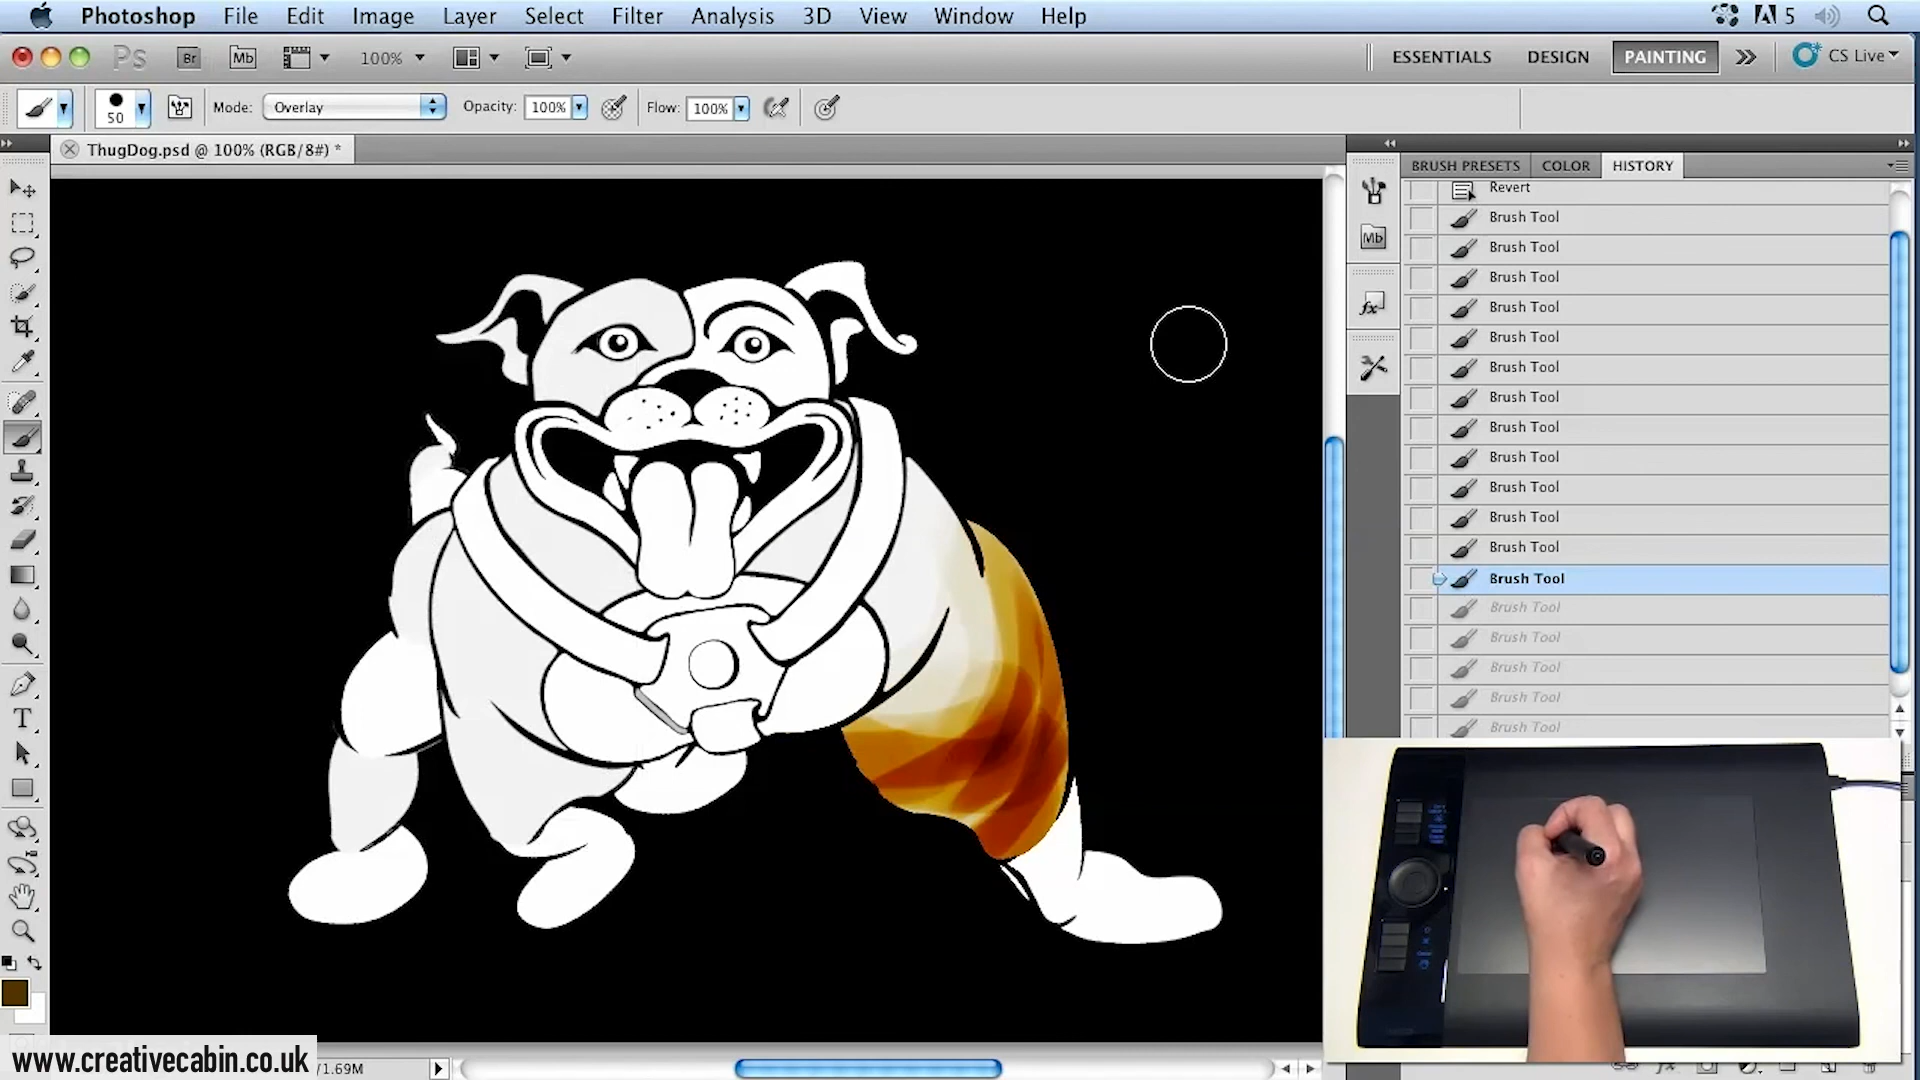 Photoshop File Edit Image Layer Select Filter Analysis 3D View Window Help 5
Ps Br Mb 100% ESSENTIALS DESIGN PAINTING CS Live
50 Mode: Overlay Opacity: 100% Flow: 100%
ThugDog.psd @ 100% (RGB/8#) *
BRUSH PRESETS COLOR HISTORY
Revert
Brush Tool
Brush Tool
Mb
Brush Tool
Brush Tool
fx
Brush Tool
Brush Tool
Brush Tool
Brush Tool
Brush Tool
Brush Tool
Brush Tool
Brush Tool
Brush Tool
Brush Tool
Brush Tool
Brush Tool
Brush Tool
Brush Tool
T
www.creativecabin.co.uk
/1.69M